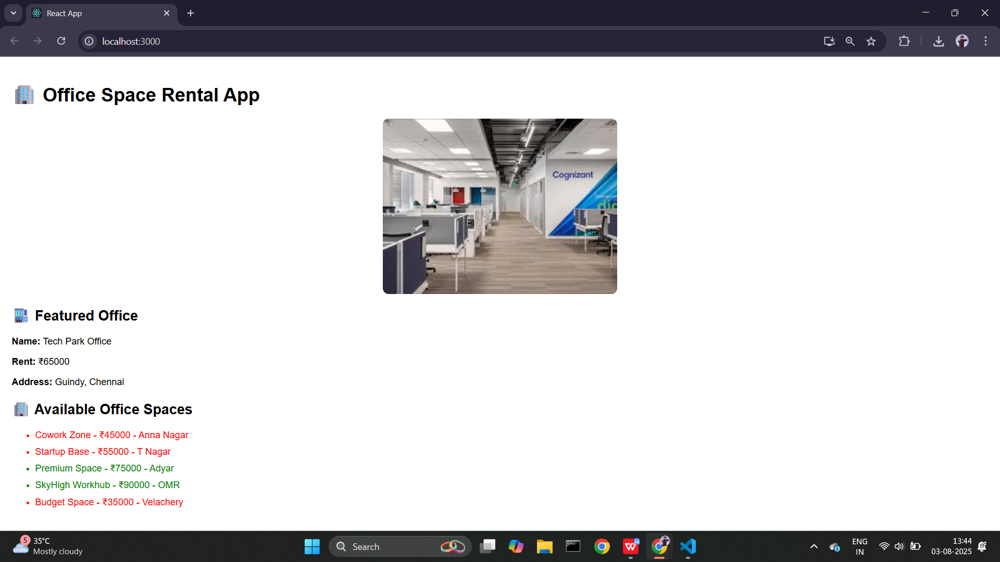 React App
localhost:3000
Office Space Rental App
Cognizant
Featured Office
Name: Tech Park Office
Rent: ₹65000
Address: Guindy, Chennai
Available Office Spaces
Cowork Zone - ₹45000 - Anna Nagar
Startup Base - ₹55000 - T Nagar
Premium Space - ₹75000 - Adyar
SkyHigh Workhub - ₹90000 - OMR
Budget Space - ₹35000 - Velachery
5
35°C
Mostly cloudy
Search
ENG
IN
13:44
03-08-2025